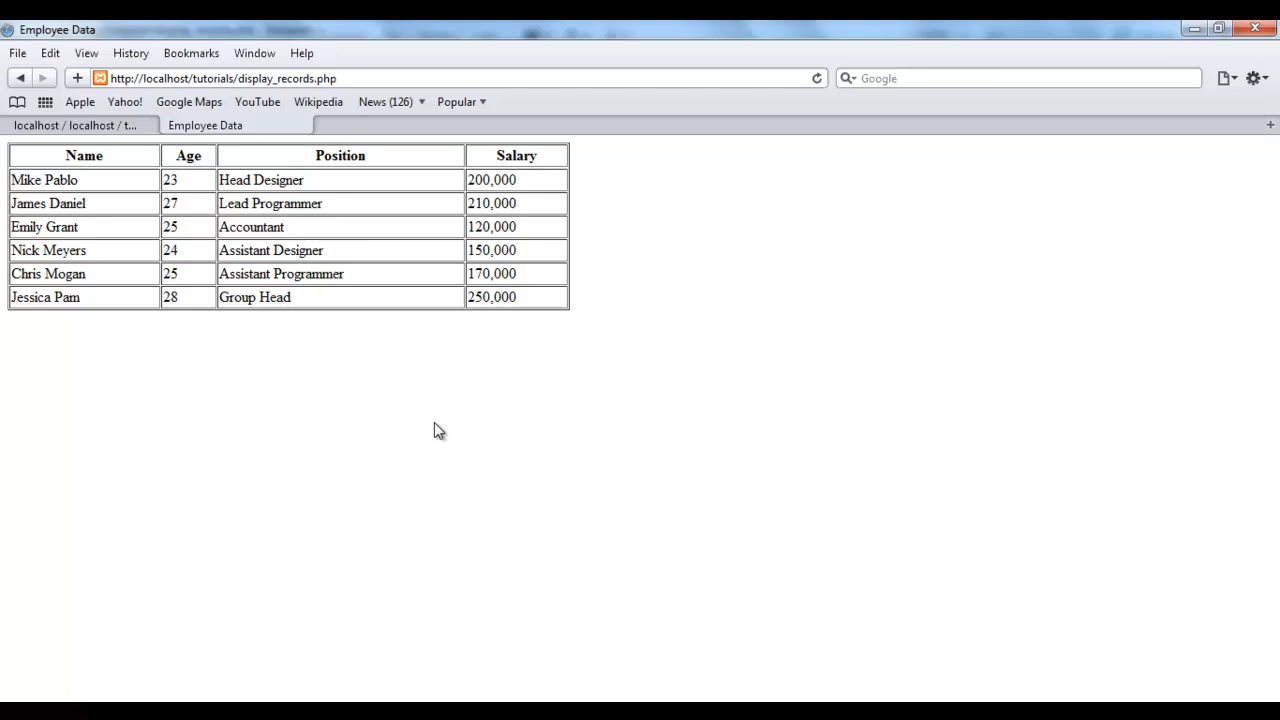 Employee Data
File Edit View History Bookmarks Window Help
http://localhost/tutorials/display_records.php Google
Apple Yahoo! Google Maps YouTube Wikipedia News (126) Popular
localhost / localhost / t... Employee Data
Name Age Position Salary
Mike Pablo 23 Head Designer 200,000
James Daniel 27 Lead Programmer 210,000
Emily Grant 25 Accountant 120,000
Nick Meyers 24 Assistant Designer 150,000
Chris Mogan 25 Assistant Programmer 170,000
Jessica Pam 28 Group Head 250,000